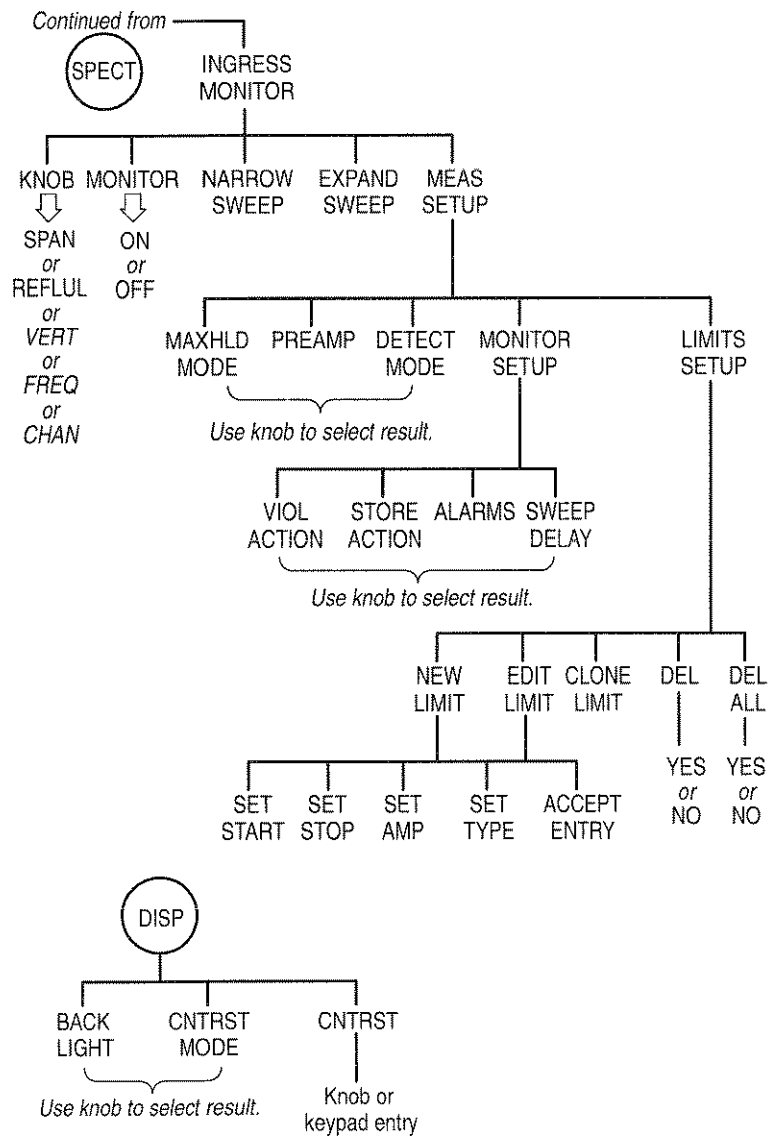 Continued from
SPECT
INGRESS
MONITOR
KNOB MONITOR NARROW EXPAND MEAS
SWEEP SWEEP SETUP
SPAN ON
or or
REFLUL OFF
or
VERT
or
FREQ
or
CHAN
MAXHLD PREAMP DETECT MONITOR LIMITS
MODE MODE SETUP SETUP
Use knob to select result.
VIOL STORE ALARMS SWEEP
ACTION ACTION DELAY
Use knob to select result.
NEW EDIT CLONE DEL DEL
LIMIT LIMIT LIMIT ALL
YES YES
or or
NO NO
SET SET SET SET ACCEPT
START STOP AMP TYPE ENTRY
DISP
BACK CNTRST CNTRST
LIGHT MODE
Use knob to select result.
Knob or
keypad entry